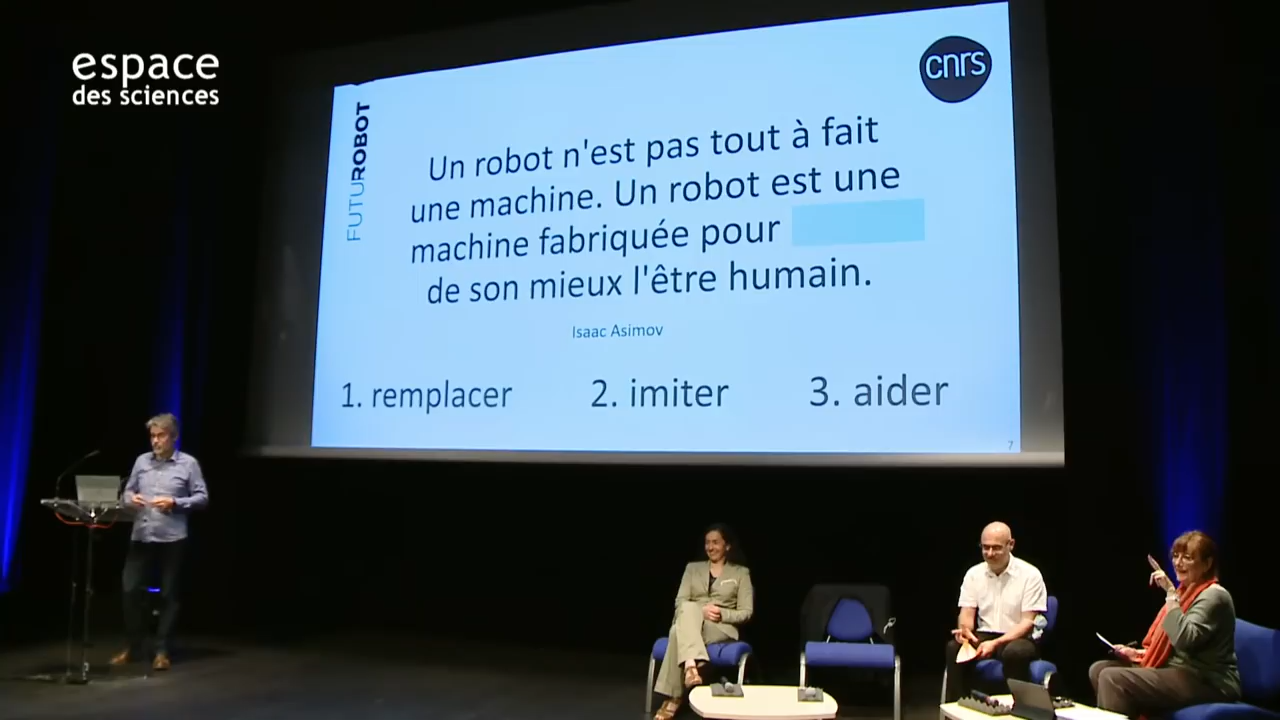 espace
des sciences
cnrs
FUTUROBOT
Un robot n'est pas tout à fait
une machine. Un robot est une
machine fabriquée pour
de son mieux l'être humain.
Isaac Asimov
1. remplacer 2. imiter 3. aider
7